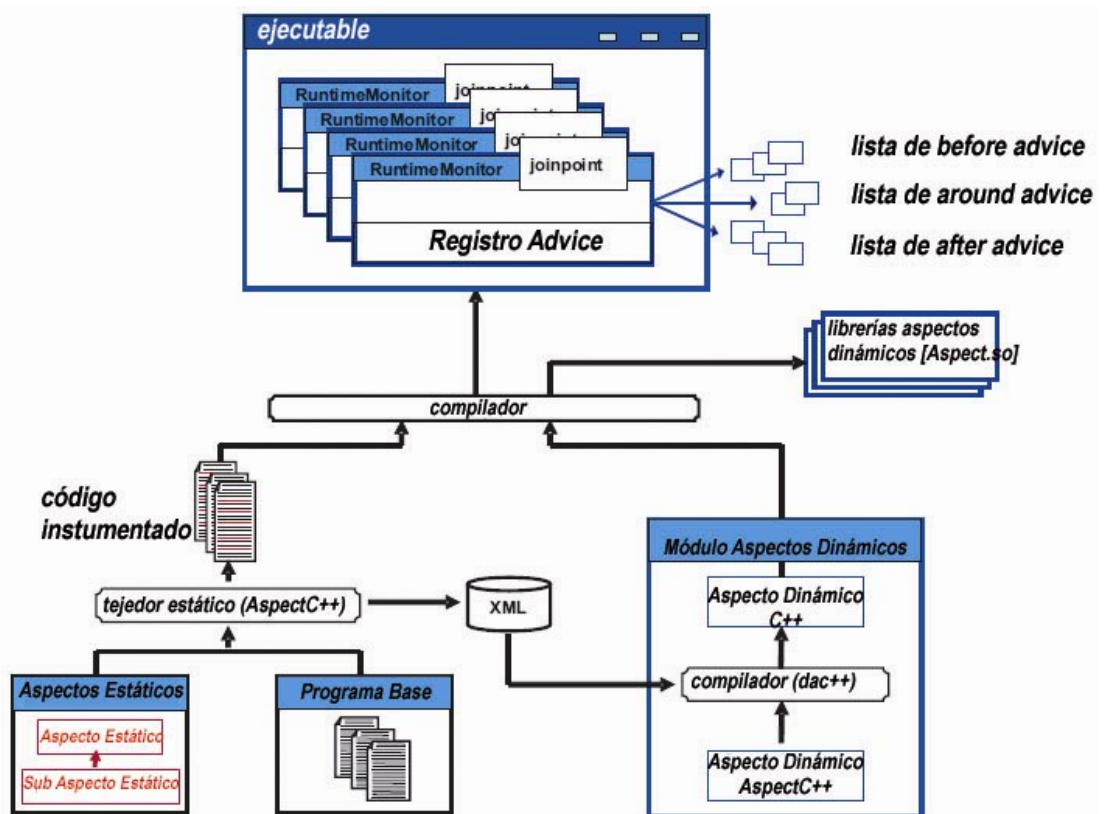 ejecutable
RuntimeMonitor
joinpoint
RuntimeMonitor
joinpoint
RuntimeMonitor
joinpoint
RuntimeMonitor
joinpoint
Registro Advice
lista de before advice
lista de around advice
lista de after advice
librerías aspectos
dinámicos [Aspect.so]
compilador
código
instumentado
Módulo Aspectos Dinámicos
Aspecto Dinámico
C++
tejedor estático (AspectC++)
XML
compilador (dac++)
Aspectos Estáticos
Programa Base
Aspecto Estático
Sub Aspecto Estático
Aspecto Dinámico
AspectC++